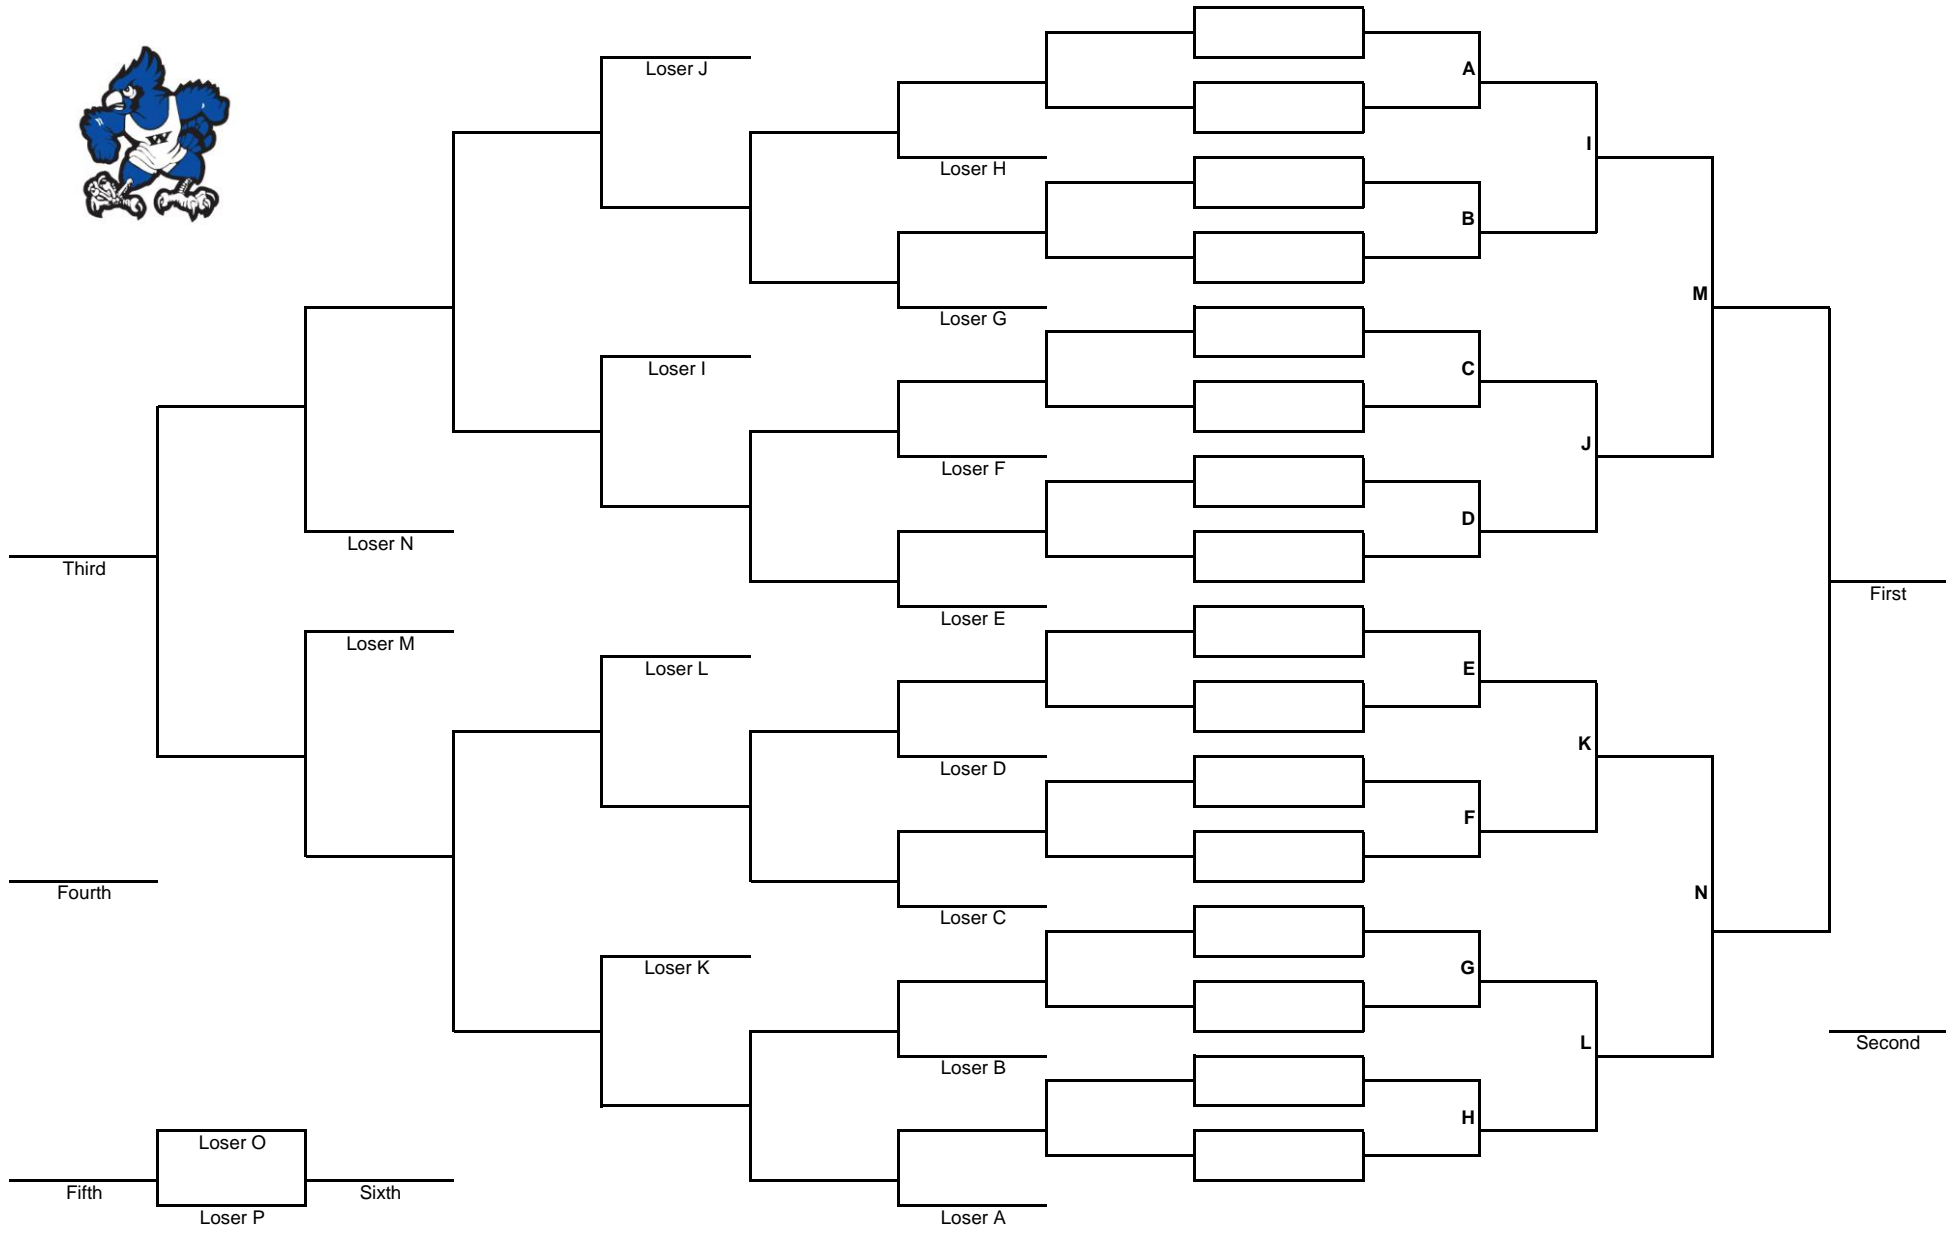 A
Loser J
I
Loser H
W
B
M
Loser G
Loser I
C
J
Loser F
D
Loser N
Third
First
Loser E
Loser M
Loser L
E
K
Loser D
F
Fourth
N
Loser C
Loser K
G
L
Second
Loser B
H
Loser O
Fifth
Sixth
Loser P
Loser A